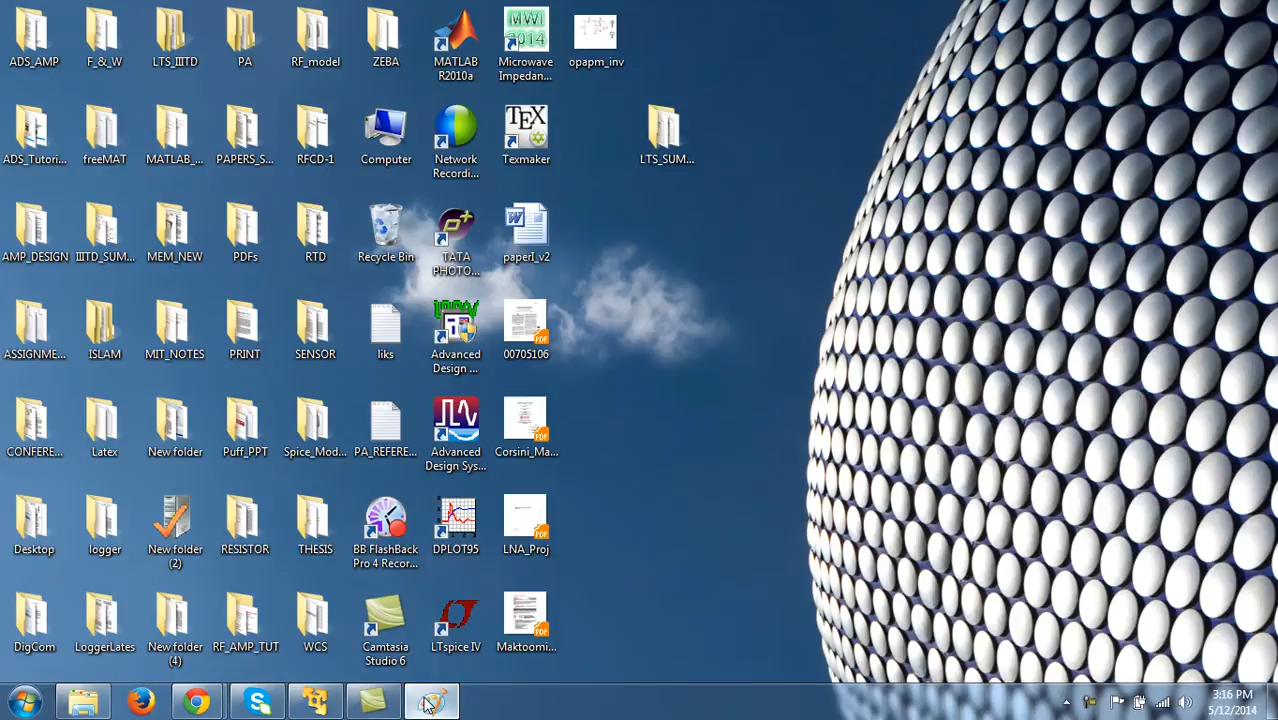 ADS_AMP
F_&_W
LTS_IIITD
PA
RF_model
ZEBA
MATLAB
R2010a
MWI
2014
Microwave
Impedan...
opapm_inv
ADS_Tutori...
freeMAT
MATLAB_...
PAPERS_S...
RFCD-1
Computer
Network
Recordi...
TEX
Texmaker
LTS_SUM...
AMP_DESIGN
IIITD_SUM...
MEM_NEW
PDFs
RTD
Recycle Bin
TATA
PHOTO...
paperI_v2
ASSIGNME...
ISLAM
MIT_NOTES
PRINT
SENSOR
liks
Advanced
Design ...
PDF
00705106
CONFERE...
Latex
New folder
Puff_PPT
Spice_Mod...
PA_REFERE...
Advanced
Design Sys...
PDF
Corsini_Ma...
Desktop
logger
New folder
(2)
RESISTOR
THESIS
BB FlashBack
Pro 4 Recor...
DPLOT95
PDF
LNA_Proj
DigCom
LoggerLates
New folder
(4)
RF_AMP_TUT
WCS
Camtasia
Studio 6
LTspice IV
PDF
Maktoomi...
3:16 PM
5/12/2014